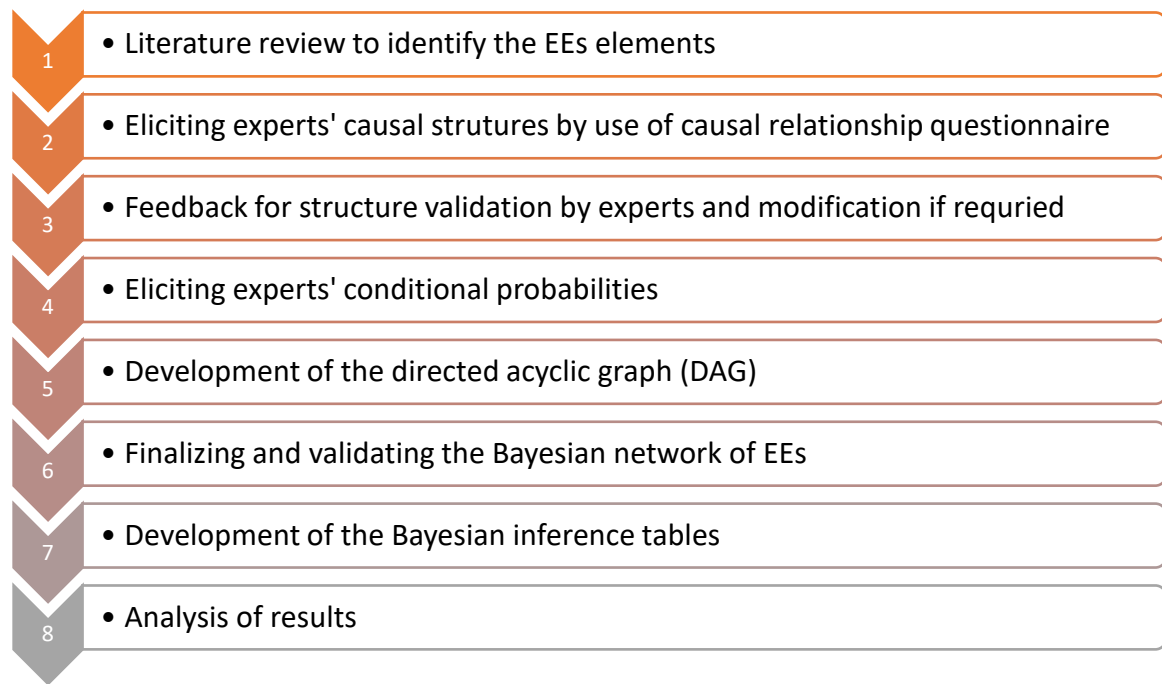 1
• Literature review to identify the EEs elements
2
• Eliciting experts' causal strutures by use of causal relationship questionnaire
3
• Feedback for structure validation by experts and modification if requried
4
• Eliciting experts' conditional probabilities
5
• Development of the directed acyclic graph (DAG)
6
• Finalizing and validating the Bayesian network of EEs
7
• Development of the Bayesian inference tables
8
• Analysis of results